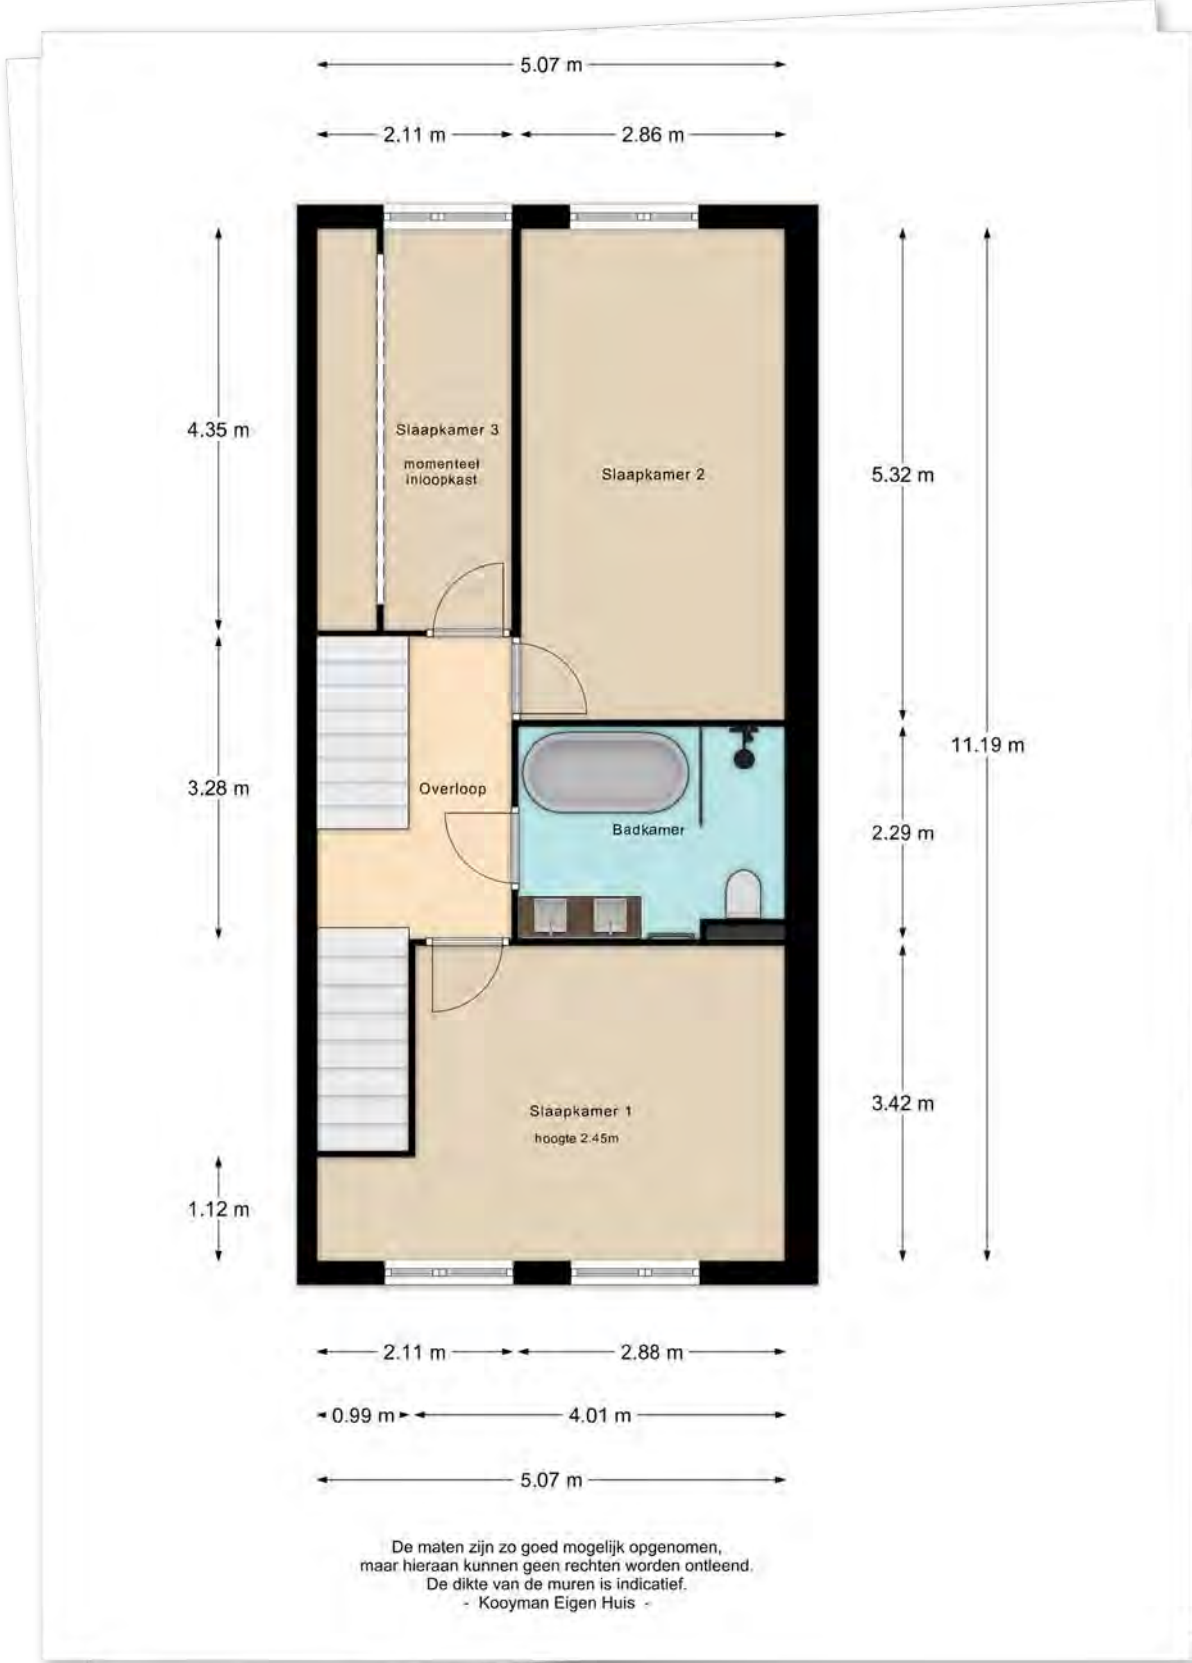 5.07 m
2.11 m
2.86 m
4.35 m
Slaapkamer 3
momenteel
inloopkast
Slaapkamer 2
5.32 m
11.19 m
3.28 m
Overloop
Badkamer
2.29 m
Slaapkamer 1
hoogte 2.45m
3.42 m
1.12 m
2.11 m
2.88 m
0.99 m
4.01 m
5.07 m
De maten zijn zo goed mogelijk opgenomen,
maar hieraan kunnen geen rechten worden ontleend.
De dikte van de muren is indicatief.
- Kooyman Eigen Huis -